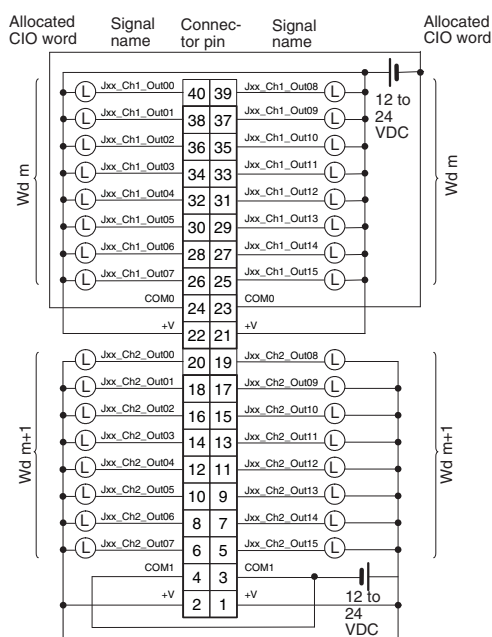 Allocated CIO word
Signal name
Connec-tor pin
Signal name
Allocated CIO word
12 to 24 VDC
Wd m
Wd m
Jxx_Ch1_Out00 40 39 Jxx_Ch1_Out08
L L
Jxx_Ch1_Out01 38 37 Jxx_Ch1_Out09
L L
Jxx_Ch1_Out02 36 35 Jxx_Ch1_Out10
L L
Jxx_Ch1_Out03 34 33 Jxx_Ch1_Out11
L L
Jxx_Ch1_Out04 32 31 Jxx_Ch1_Out12
L L
Jxx_Ch1_Out05 30 29 Jxx_Ch1_Out13
L L
Jxx_Ch1_Out06 28 27 Jxx_Ch1_Out14
L L
Jxx_Ch1_Out07 26 25 Jxx_Ch1_Out15
L L
COM0 24 23 COM0
+V 22 21 +V
Wd m+1
Wd m+1
Jxx_Ch2_Out00 20 19 Jxx_Ch2_Out08
L L
Jxx_Ch2_Out01 18 17 Jxx_Ch2_Out09
L L
Jxx_Ch2_Out02 16 15 Jxx_Ch2_Out10
L L
Jxx_Ch2_Out03 14 13 Jxx_Ch2_Out11
L L
Jxx_Ch2_Out04 12 11 Jxx_Ch2_Out12
L L
Jxx_Ch2_Out05 10 9 Jxx_Ch2_Out13
L L
Jxx_Ch2_Out06 8 7 Jxx_Ch2_Out14
L L
Jxx_Ch2_Out07 6 5 Jxx_Ch2_Out15
L L
COM1 4 3 COM1
+V 2 1 +V
12 to 24 VDC